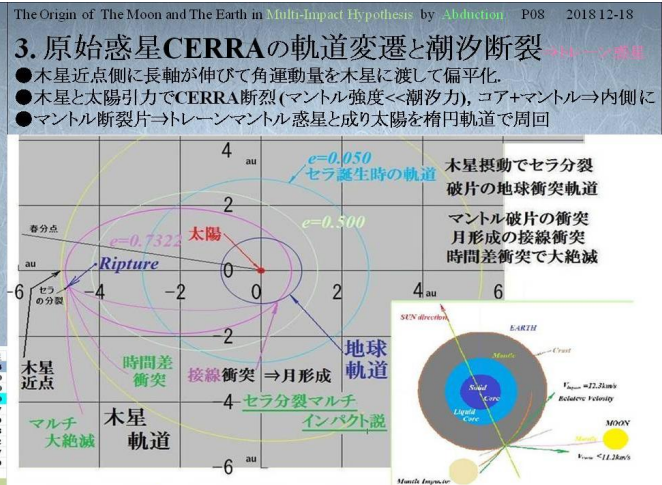 The Origin of The Moon and The Earth in Multi-Impact Hypothesis by Abduction P08 2018 12-18
3. 原始惑星CERRAの軌道変遷と潮汐断裂
●木星近点側に長軸が伸びて角運動量を木星に渡して偏平化.
●木星と太陽引力でCERRA断烈(マントル強度<<潮汐力), コア+マントル⇒内側に
●マントル断裂片⇒トレーンマントル惑星と成り太陽を楕円軌道で周回
4 au
e=0.050
セラ誕生時の軌道
木星摂動でセラ分裂
破片の地球衝突軌道
マントル破片の衝突
月形成の接線衝突
時間差衝突で大絶滅
2
e=0.500
春分点
e=0.7322
太陽
au
Ripture
-6
セラの分裂
-4
-2
0
0
2
4 au
6
SUN direction
EARTH
Mantle
Crust
Solid Core
Liquid Core
=12.3km/s
Relative Velocity
MOON
<11.2km/s
Mantle Impactor
-2
木星近点
時間差衝突
接線衝突 ⇒月形成
地球軌道
-4
セラ分裂マルチインパクト説
マルチ大絶滅
木星軌道
-6
au